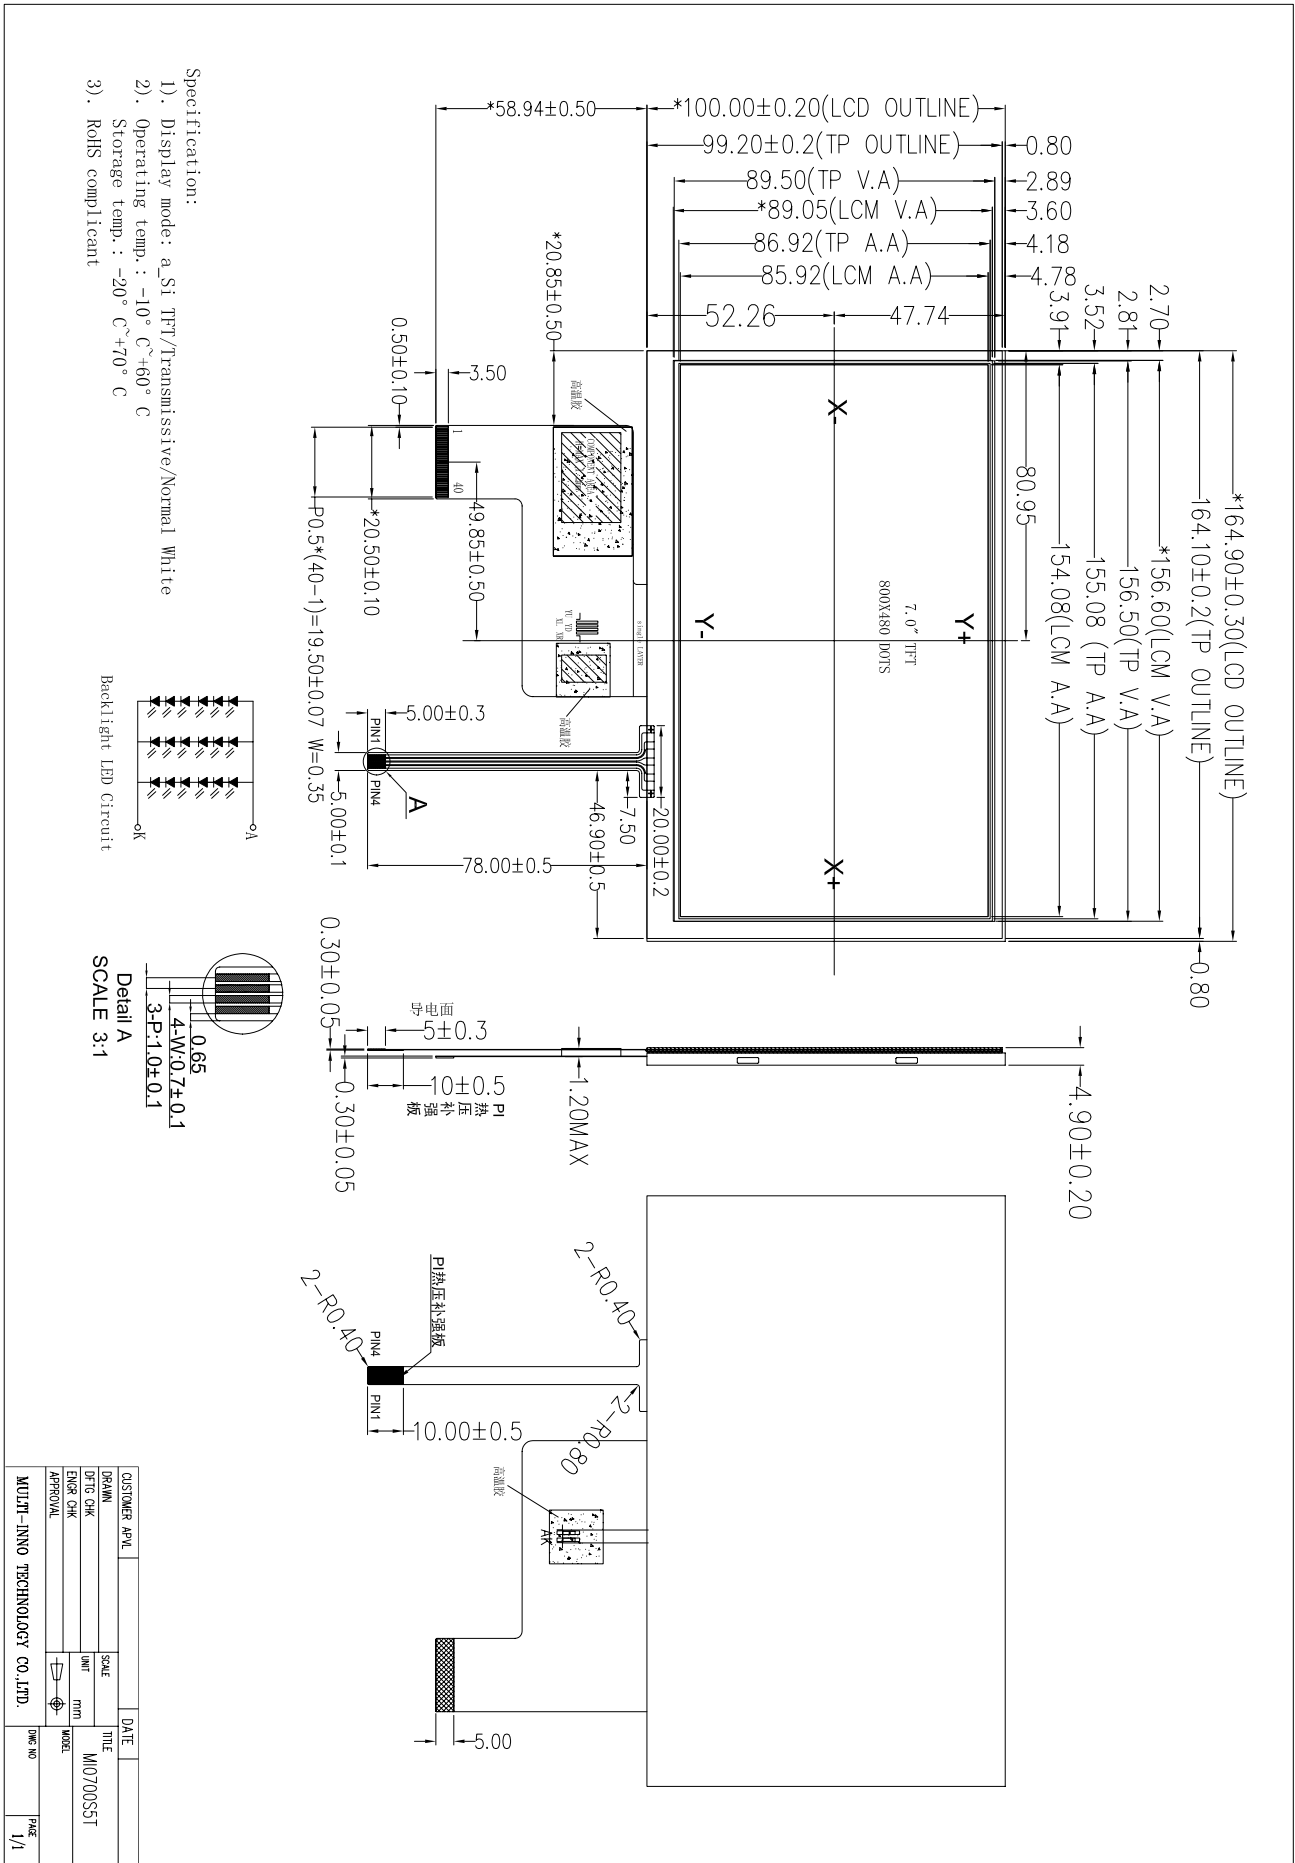 *164.90±0.30(LCD OUTLINE)
164.10±0.2(TP OUTLINE)
0.80
2.70
*156.60(LCM V.A)
2.81
156.50(TP V.A)
3.52
155.08 (TP A.A)
3.91
154.08(LCM A.A)
80.95
*100.00±0.20(LCD OUTLINE)
99.20±0.2(TP OUTLINE)
0.80
89.50(TP V.A)
2.89
*89.05(LCM V.A)
3.60
86.92(TP A.A)
4.18
85.92(LCM A.A)
4.78
52.26
47.74
*58.94±0.50
*20.85±0.50
X-
Y+
7.0" TFT
800X480 DOTS
Y-
X+
高温胶
COMPONENT AREA
single LAYER
YU YD
XL XR
高温胶
3.50
0.50±0.10
1
40
49.85±0.50
*20.50±0.10
P0.5*(40-1)=19.50±0.07 W=0.35
5.00±0.3
PIN1
PIN4
A
5.00±0.1
20.00±0.2
7.50
46.90±0.5
78.00±0.5
4.90±0.20
1.20MAX
导电面
5±0.3
10±0.5
PI
热
压
补
强
板
0.30±0.05
0.30±0.05
2-R0.40
2-R0.80
PI热压补强板
2-R0.40
PIN4
PIN1
10.00±0.5
高温胶
AK
5.00
Specification:
1). Display mode: a_Si TFT/Transmissive/Normal White
2). Operating temp.: -10° C~+60° C
Storage temp.: -20° C~+70° C
3). RoHS complicant
A
K
Backlight LED Circuit
0.65
4-W:0.7±0.1
3-P:1.0±0.1
Detail A
SCALE 3:1
CUSTOMER APVL
DATE
DRAWN
SCALE
TITLE
MI0700S5T
DFTG CHK
UNIT
mm
ENGR CHK
MODEL
APPROVAL
MULTI-INNO TECHNOLOGY CO.,LTD.
DWG NO
PAGE
1/1